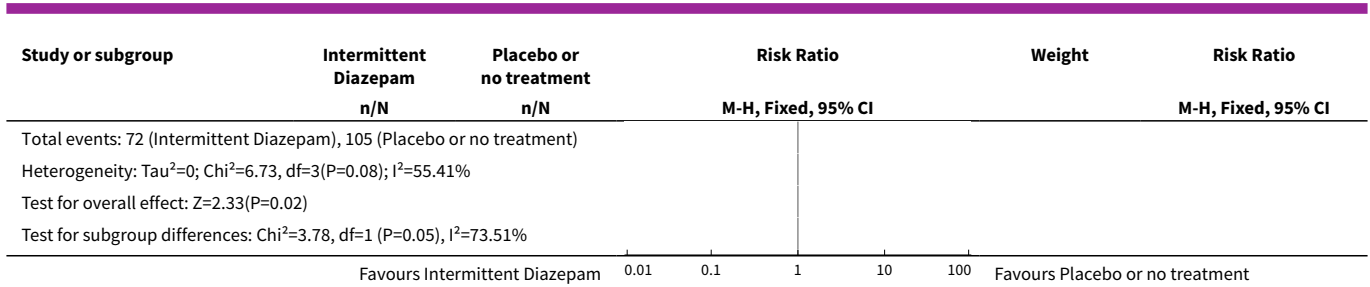 Study or subgroup Intermittent Diazepam Placebo or no treatment Risk Ratio Weight Risk Ratio
n/N n/N M-H, Fixed, 95% CI M-H, Fixed, 95% CI
Total events: 72 (Intermittent Diazepam), 105 (Placebo or no treatment)
Heterogeneity: Tau²=0; Chi²=6.73, df=3(P=0.08); I²=55.41%
Test for overall effect: Z=2.33(P=0.02)
Test for subgroup differences: Chi²=3.78, df=1 (P=0.05), I²=73.51%
Favours Intermittent Diazepam 0.01 0.1 1 10 100 Favours Placebo or no treatment